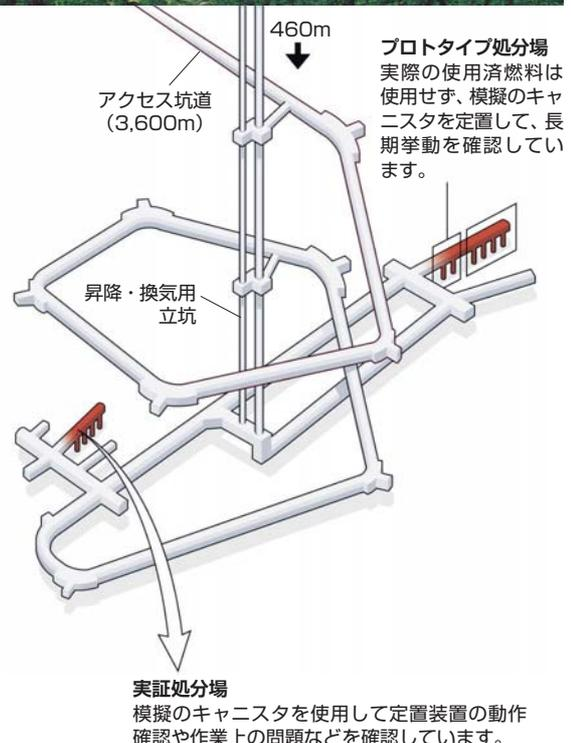 460m
プロトタイプ処分場
実際の使用済燃料は
使用せず、模擬のキャ
ニスタを定置して、長
期挙動を確認してい
ます。
アクセス坑道
（3,600m）
昇降・換気用
立坑
実証処分場
模擬のキャニスタを使用して定置装置の動作
確認や作業上の問題などを確認しています。